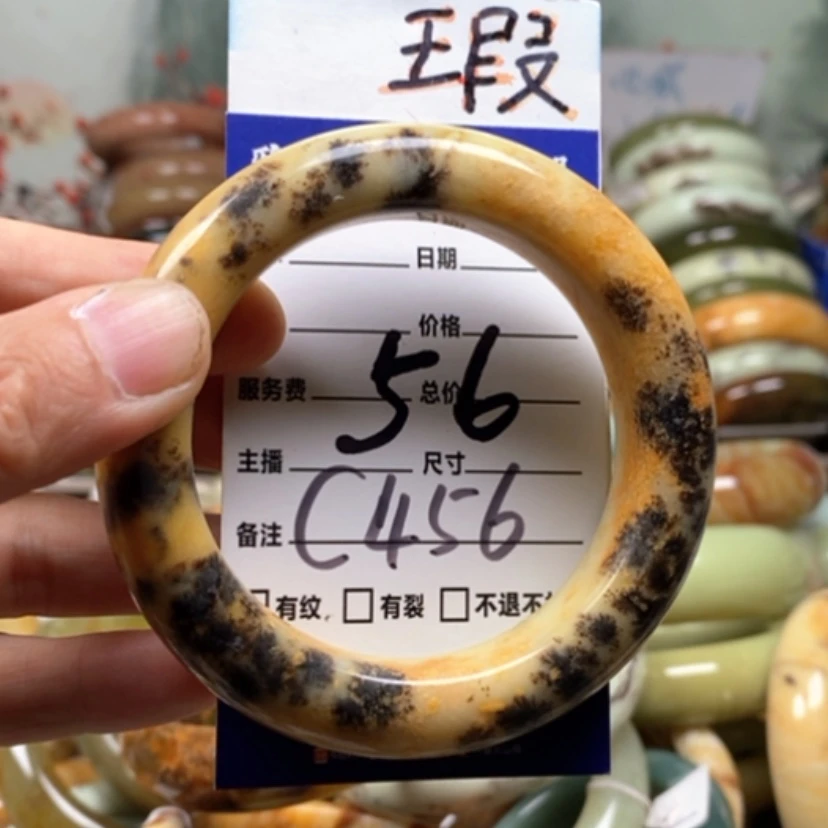 瑕
日期
价格
56
服务费 总价
主播 尺寸
C456
备注
有纹 有裂 不退不